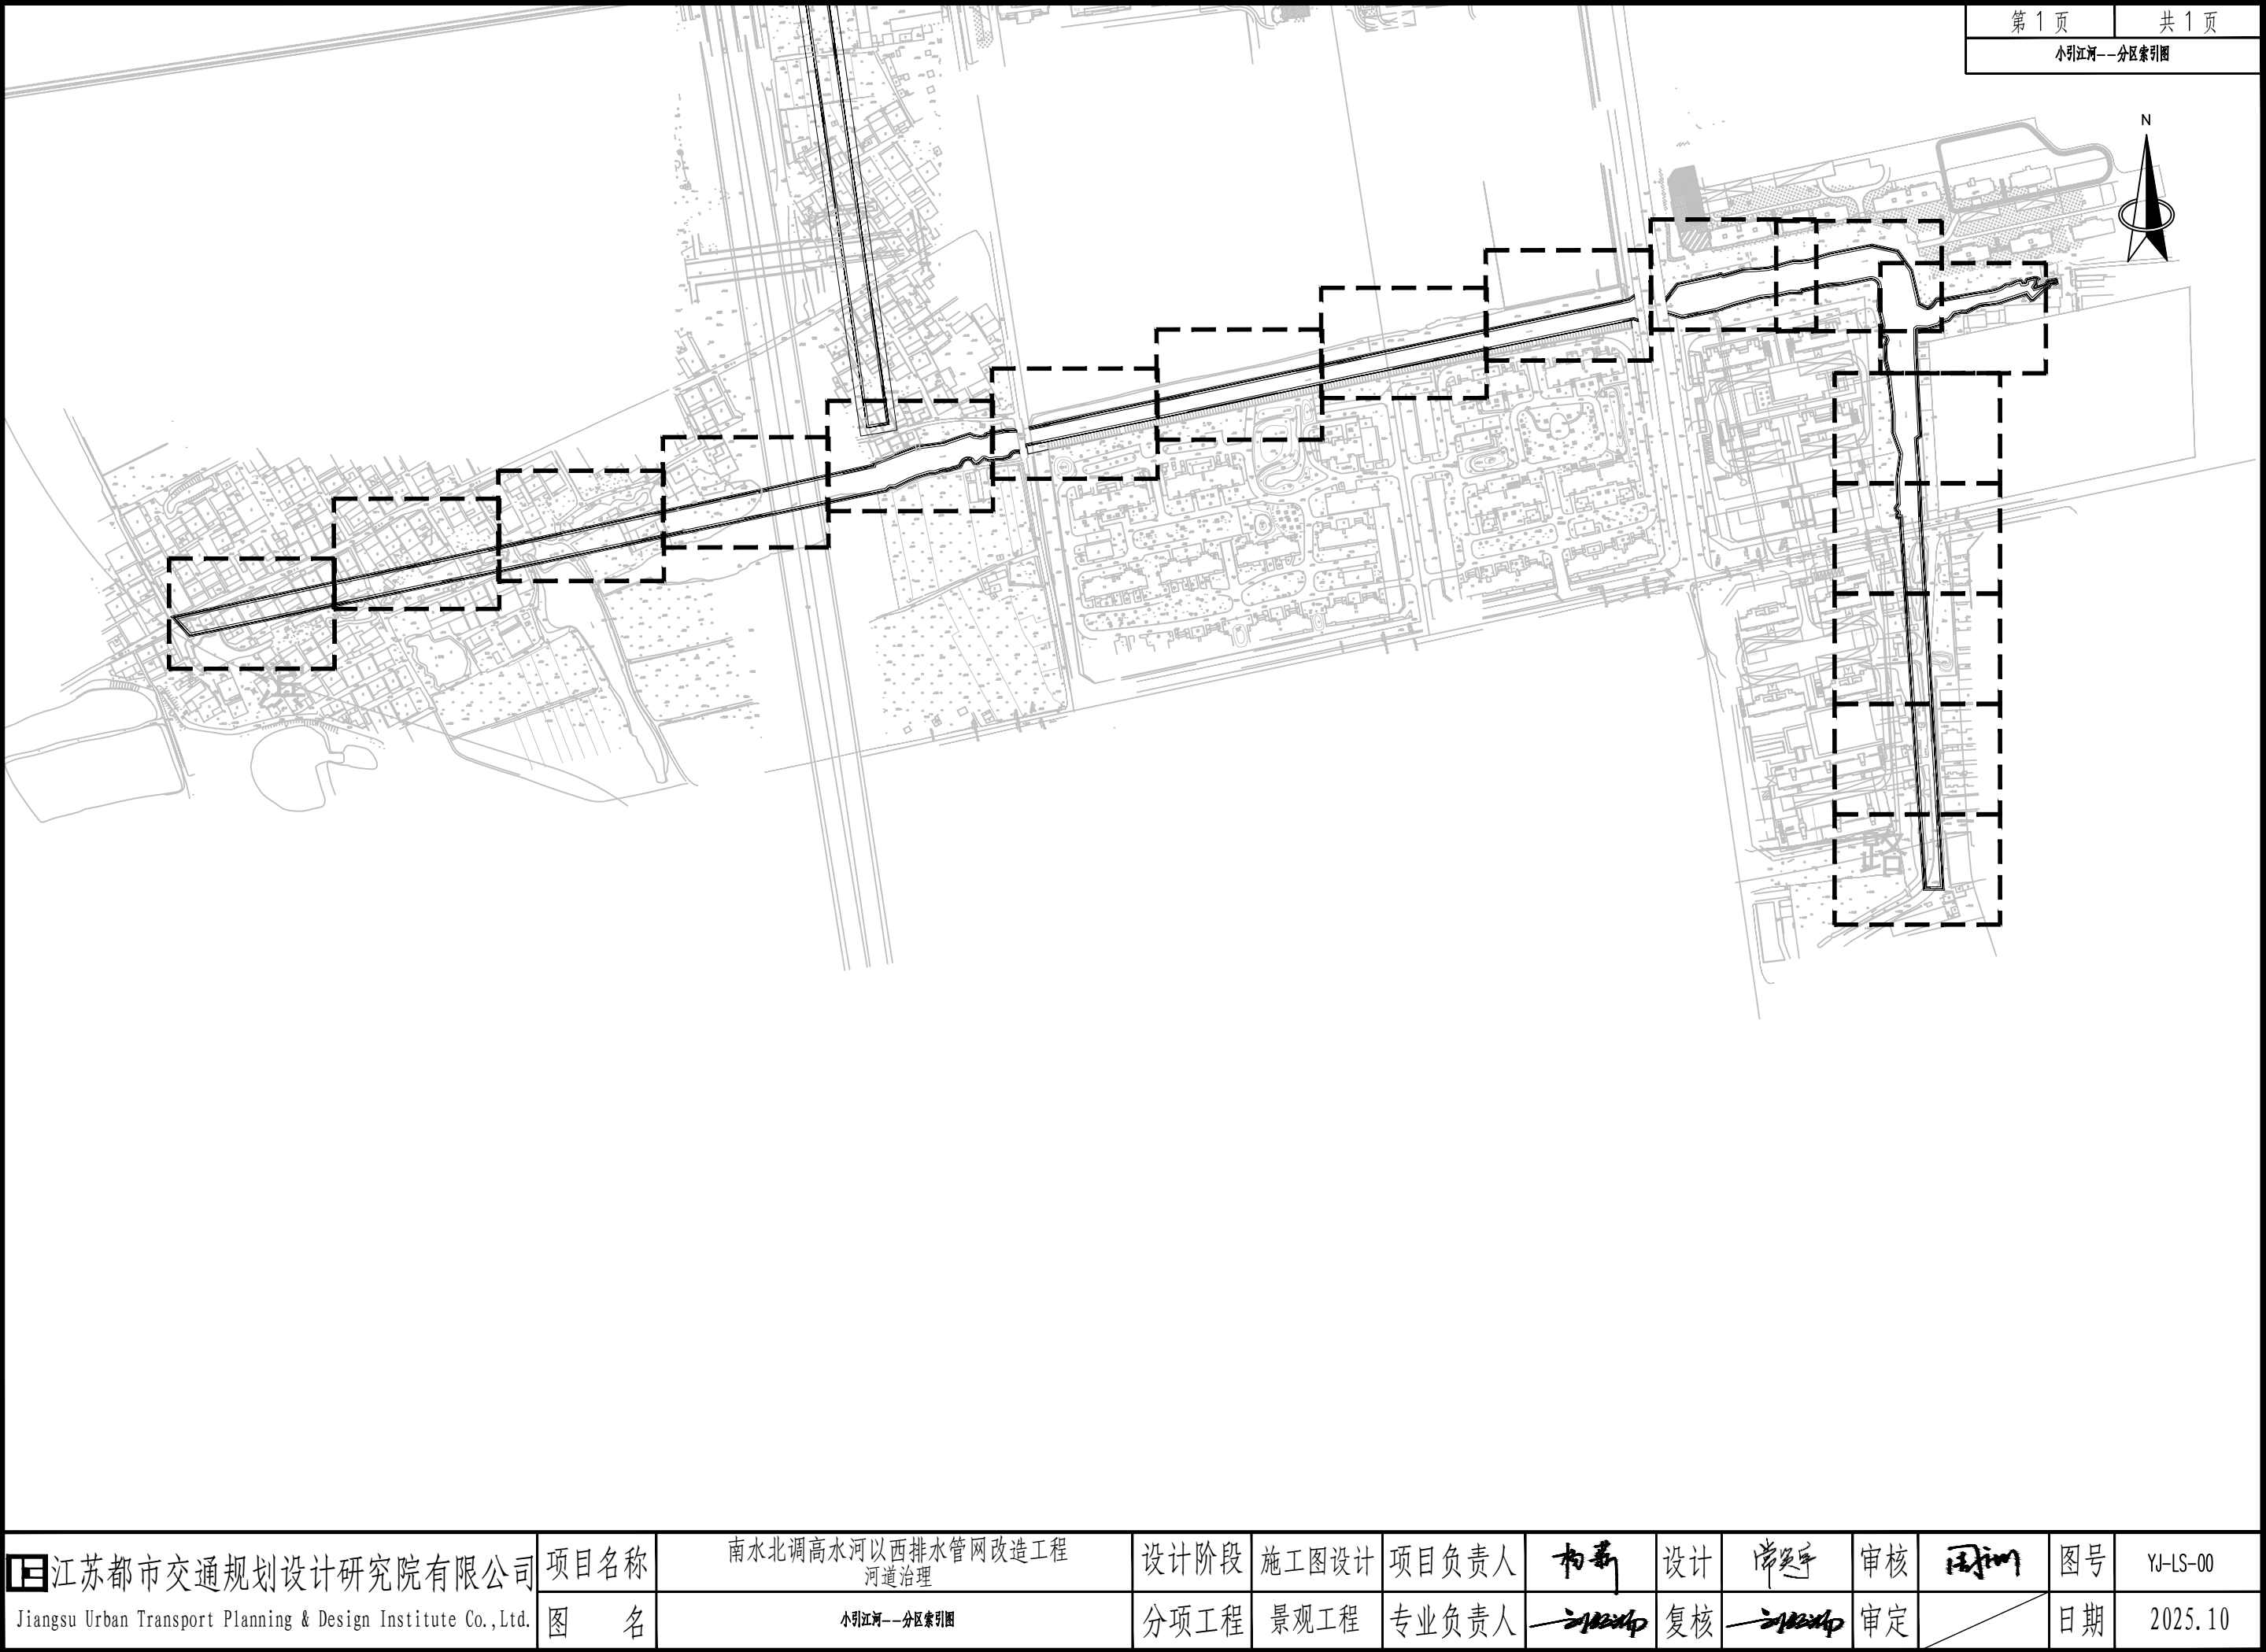 第 1 页 共 1 页
小引江河--分区索引图
N
路
江苏都市交通规划设计研究院有限公司
Jiangsu Urban Transport Planning & Design Institute Co.,Ltd.
项目名称
南水北调高水河以西排水管网改造工程
河道治理
图 名
小引江河--分区索引图
设计阶段 施工图设计
分项工程 景观工程
项目负责人
专业负责人
设计
复核
审核
审定
图号 YJ-LS-00
日期 2025.10